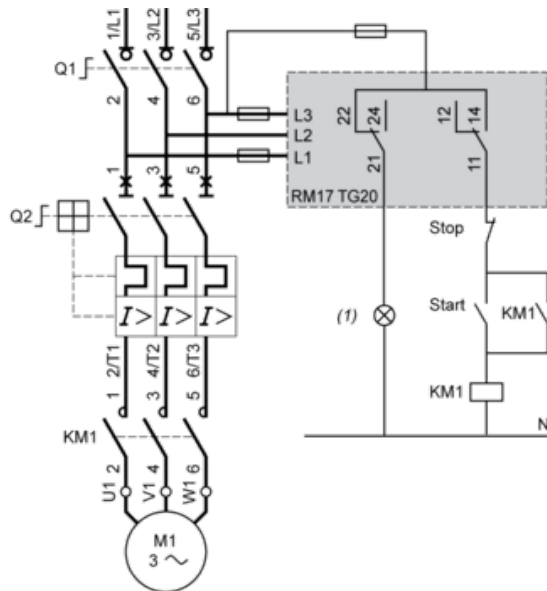 1/L1 3/L2 5/L3
Q1
2 4 6
L3
L2
L1
22 24 12 14
21 11
RM17 TG20
1 3 5
Q2
I> I> I>
2/T1 4/T2 6/T3
Stop
Start KM1
(1)
KM1
N
1 3 5
KM1
2 4 6
U1 V1 W1
M1
3 ~